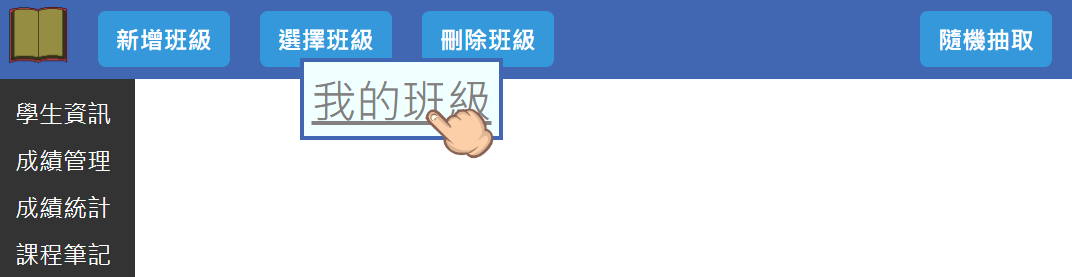 新增班級
選擇班級
刪除班級
隨機抽取
我的班級
學生資訊
成績管理
成績統計
課程筆記